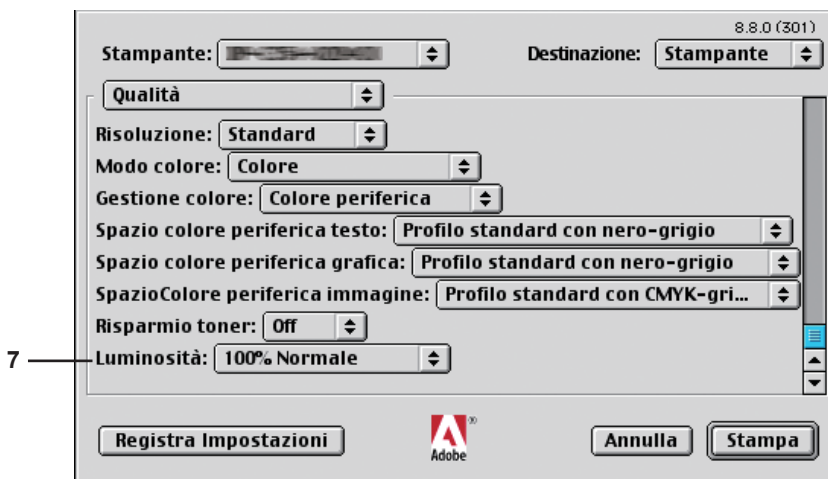 8.8.0 (301)
Stampante: Destinazione: Stampante
Qualità
Risoluzione: Standard
Modo colore: Colore
Gestione colore: Colore periferica
Spazio colore periferica testo: Profilo standard con nero-grigio
Spazio colore periferica grafica: Profilo standard con nero-grigio
SpazioColore periferica immagine: Profilo standard con CMYK-gri...
Risparmio toner: Off
7 Luminosità: 100% Normale
Registra Impostazioni Adobe® Annulla Stampa